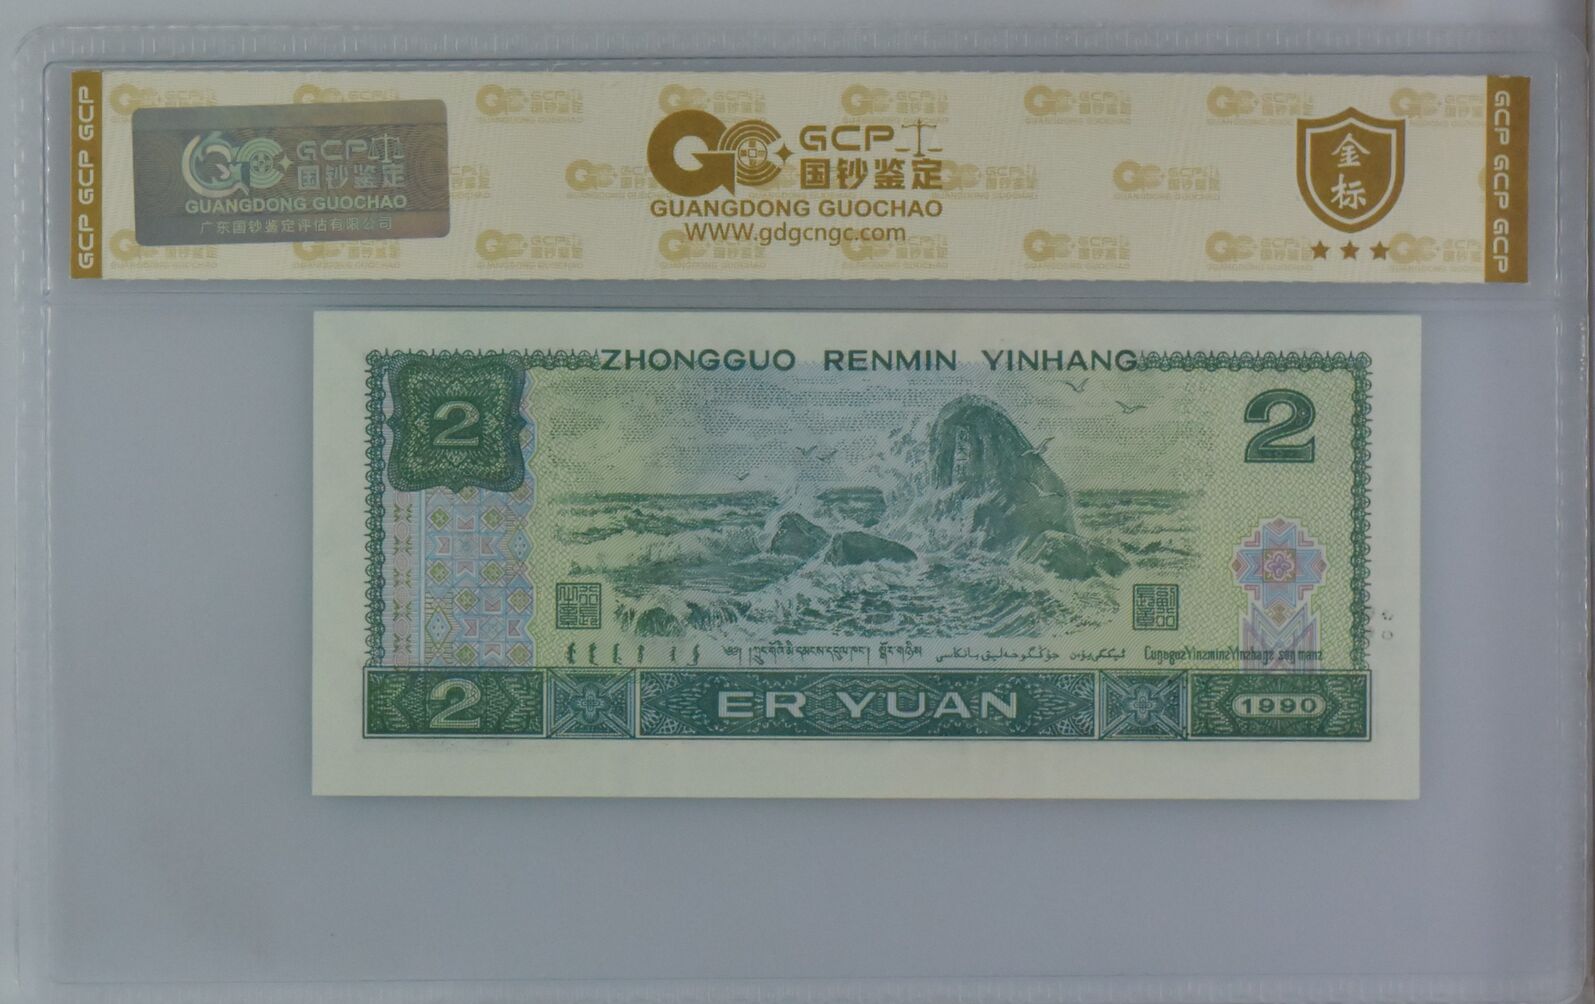 GCP GCP GCP
GCP
国钞鉴定
GUANGDONG GUOCHAO
广东国钞鉴定评估有限公司
GCP
国钞鉴定
GUANGDONG GUOCHAO
WWW.gdgcngc.com
金标
GCP GCP GCP
ZHONGGUO RENMIN YINHANG
2
2
2
ER YUAN
1990